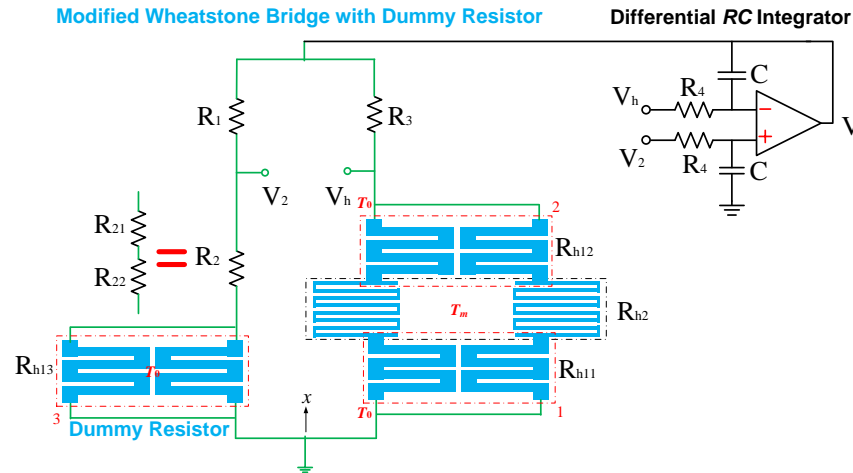 Modified Wheatstone Bridge with Dummy Resistor
Differential RC Integrator
C
R1
R3
Vh
R4
V
V2
R4
C
V2
Vh
T0
2
R21
R22
R2
Rh12
Tm
Rh2
Rh13
T0
Rh11
3
Dummy Resistor
x
T0
1